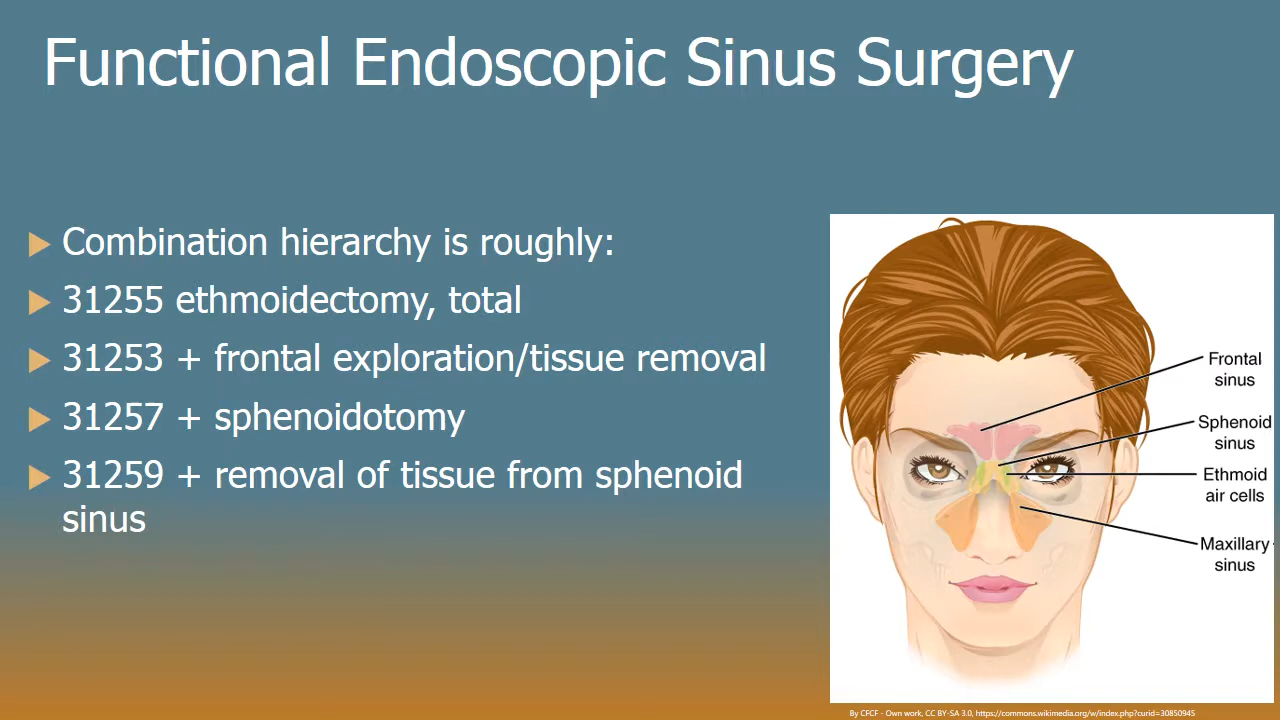 Functional Endoscopic Sinus Surgery
Combination hierarchy is roughly:
31255 ethmoidectomy, total
31253 + frontal exploration/tissue removal
31257 + sphenoidotomy
31259 + removal of tissue from sphenoid
sinus
Frontal
sinus
Sphenoid
sinus
Ethmoid
air cells
Maxillary
sinus
By CFCF - Own work, CC BY-SA 3.0, https://commons.wikimedia.org/w/index.php?curid=30850945